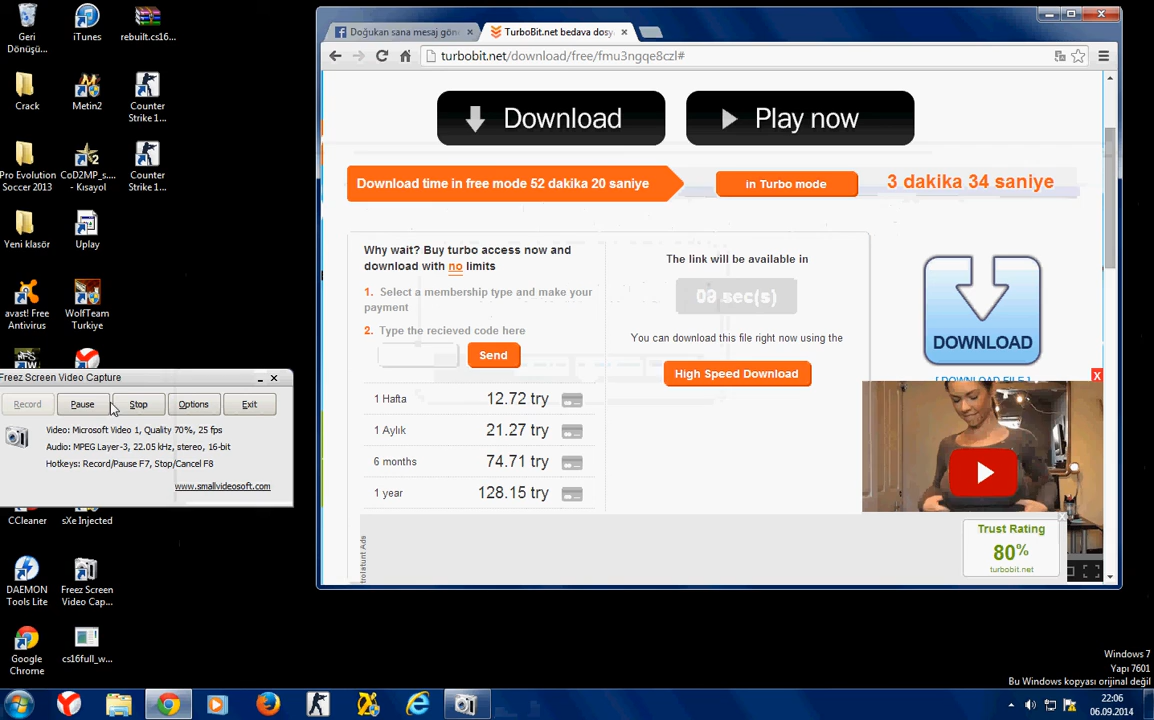 Geri
Dönüşü...
iTunes
rebuilt.cs16...
Crack
Metin2
Counter
Strike 1...
Pro Evolution
Soccer 2013
CoD2MP_s....
- Kısayol
Counter
Strike 1...
Yeni klasör
Uplay
avast! Free
Antivirus
WolfTeam
Turkiye
Freez Screen Video Capture
Record
Pause
Stop
Options
Exit
Video: Microsoft Video 1, Quality 70%, 25 fps
Audio: MPEG Layer-3, 22.05 kHz, stereo, 16-bit
Hotkeys: Record/Pause F7, Stop/Cancel F8
www.smallvideosoft.com
CCleaner
sXe Injected
DAEMON
Tools Lite
Freez Screen
Video Cap...
Google
Chrome
cs16full_w...
Doğukan sana mesaj gön
TurboBit.net bedava dosy
turbobit.net/download/free/fmu3ngqe8czl#
Download
Play now
Download time in free mode 52 dakika 20 saniye
in Turbo mode
3 dakika 34 saniye
Why wait? Buy turbo access now and
download with no limits
1. Select a membership type and make your
payment
2. Type the recieved code here
Send
1 Hafta 12.72 try
1 Aylık 21.27 try
6 months 74.71 try
1 year 128.15 try
The link will be available in
sec(s)
You can download this file right now using the
High Speed Download
DOWNLOAD
[ DOWNLOAD FILE ]
X
Trust Rating
80%
turbobit.net
Windows 7
Yapı 7601
Bu Windows kopyası orijinal değil
22:06
06.09.2014